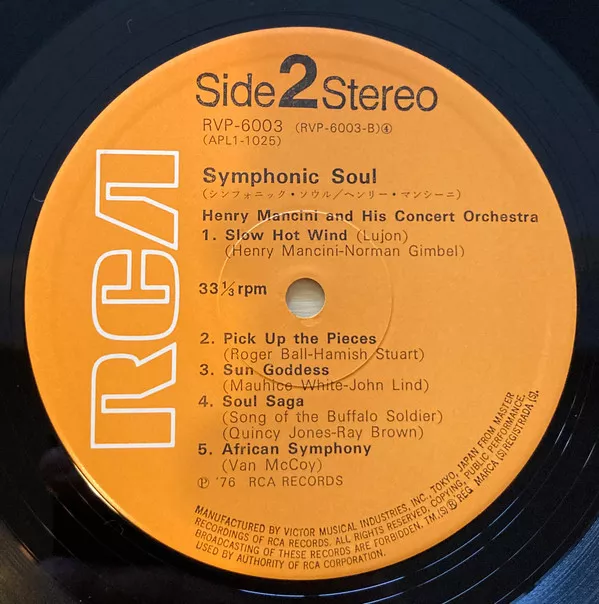 Side 2 Stereo
RVP-6003 (RVP-6003-B)④
(APL1-1025)
Symphonic Soul
(シンフォニック・ソウル/ヘンリー・マンシーニ)
Henry Mancini and His Concert Orchestra
1. Slow Hot Wind (Lujon)
(Henry Mancini-Norman Gimbel)
33 1/3 rpm
2. Pick Up the Pieces
(Roger Ball-Hamish Stuart)
3. Sun Goddess
(Mauhice White-John Lind)
4. Soul Saga
(Song of the Buffalo Soldier)
(Quincy Jones-Ray Brown)
5. African Symphony
(Van McCoy)
Ⓟ '76 RCA RECORDS
RCA
MANUFACTURED BY VICTOR MUSICAL INDUSTRIES, INC., TOKYO, JAPAN FROM MASTER
RECORDINGS OF RCA RECORDS. ALL RIGHTS RESERVED, COPYING, PUBLIC PERFORMANCE,
BROADCASTING OF THESE RECORDS ARE FORBIDDEN. TM.(S) ® REG MARCA (S) REGISTRADA (S).
USED BY AUTHORITY OF RCA CORPORATION.